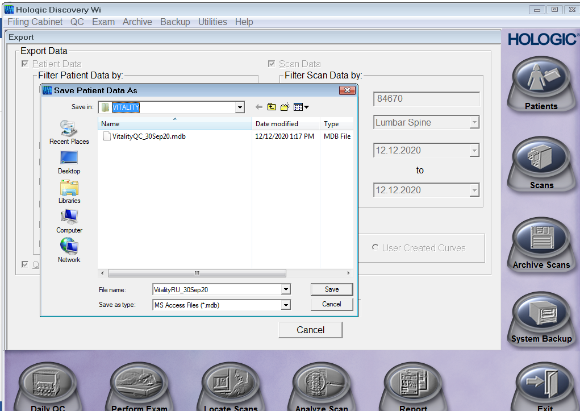 Hologic Discovery Wi
Filing Cabinet QC Exam Archive Backup Utilities Help
Export
HOLOGIC
Export Data
Patient Data
Scan Data
Filter Patient Data by:
Filter Scan Data by:
Save Patient Data As
Save in:
VITALITY
Name
Date modified
Type
VitalityQC_30Sep20.mdb
12/12/2020 1:17 PM
MDB File
Recent Places
Desktop
Libraries
Computer
Network
File name:
VitalityRU_30Sep20
Save
Save as type:
MS Access Files (*.mdb)
Cancel
84670
Lumbar Spine
12.12.2020
to
12.12.2020
User Created Curves
Cancel
Patients
Scans
Archive Scans
System Backup
Daily QC
Perform Exam
Locate Scans
Analyze Scan
Report
Exit